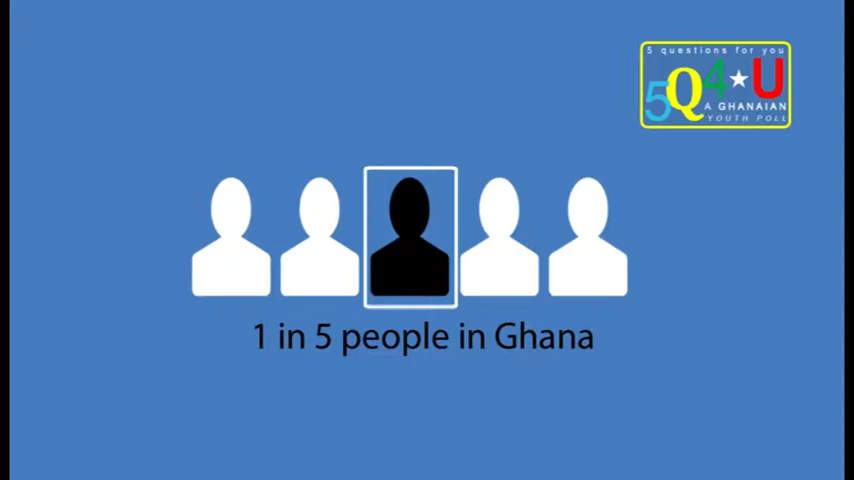 5 questions for you
5Q4★U
A GHANAIAN
YOUTH POLL
1 in 5 people in Ghana